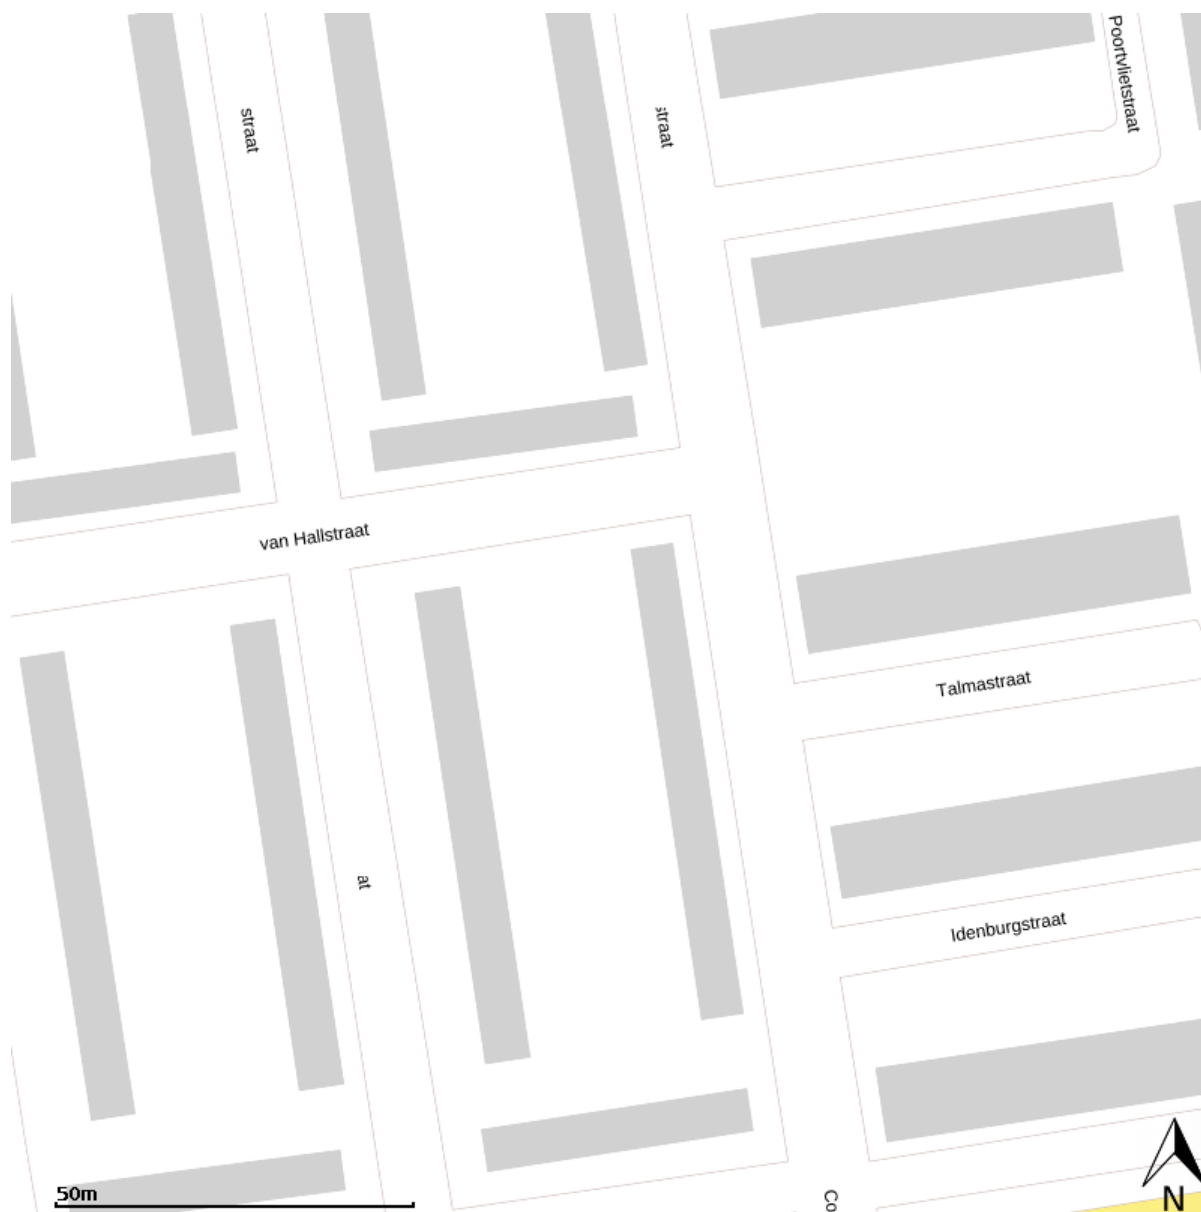 Poortvlietstraat
straat
straat
van Hallstraat
Talmastraat
at
Idenburgstraat
50m
Co
N